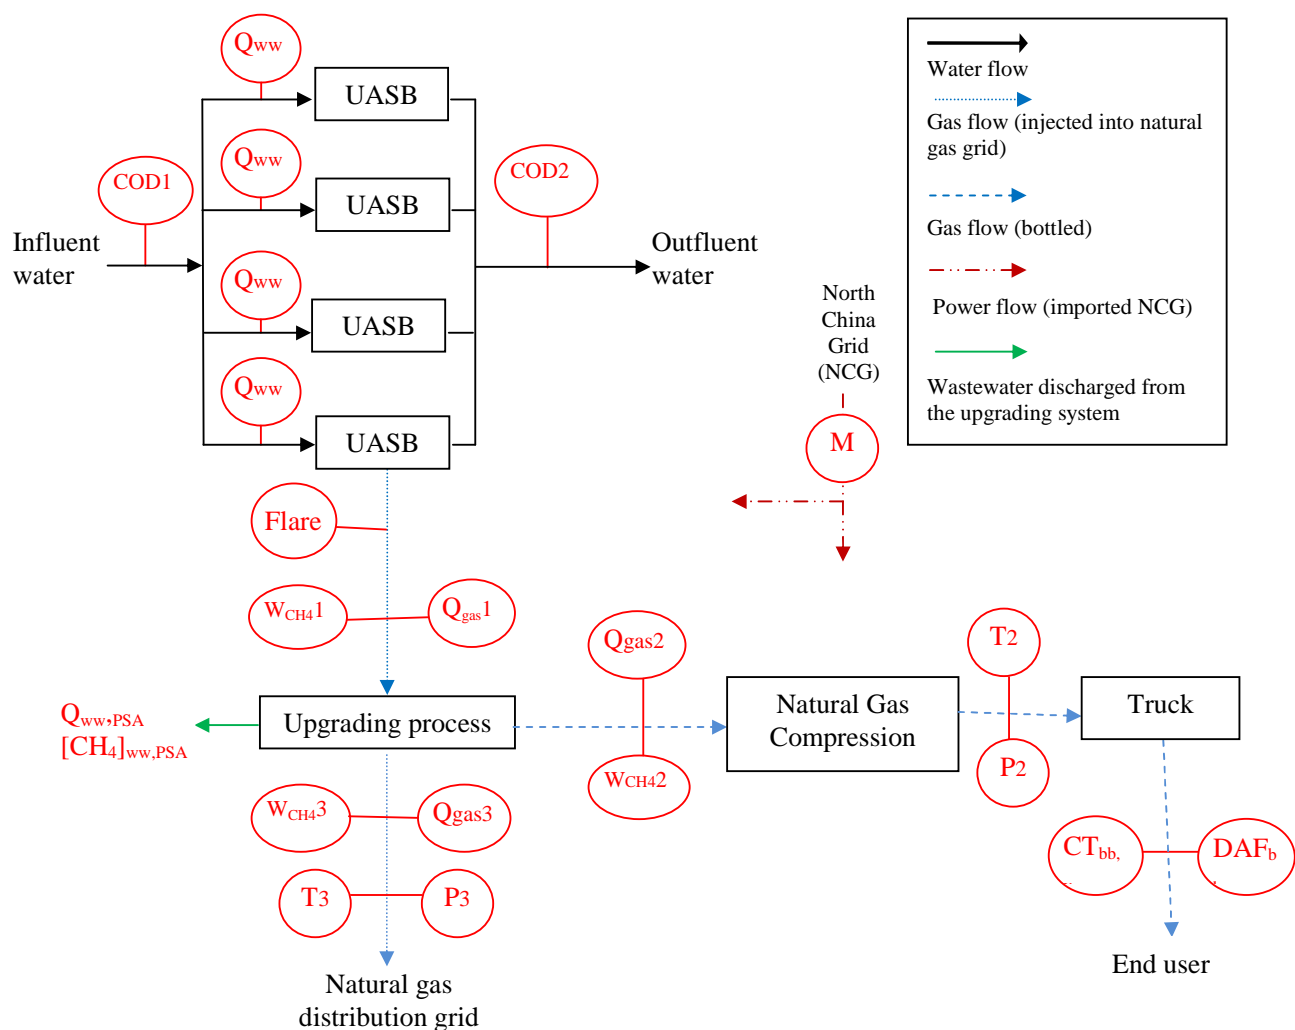 Qww
UASB
Qww
UASB
COD1
COD2
Influent
water
Outfluent
water
Qww
UASB
Qww
UASB
North
China
Grid
(NCG)
M
Water flow
Gas flow (injected into natural
gas grid)
Gas flow (bottled)
Power flow (imported NCG)
Wastewater discharged from
the upgrading system
Flare
WCH41
Qgas1
Qgas2
T2
Qww,PSA
[CH4]ww,PSA
Upgrading process
Natural Gas
Compression
Truck
WCH42
P2
WCH43
Qgas3
CTbb,
DAFb
T3
P3
End user
Natural gas
distribution grid